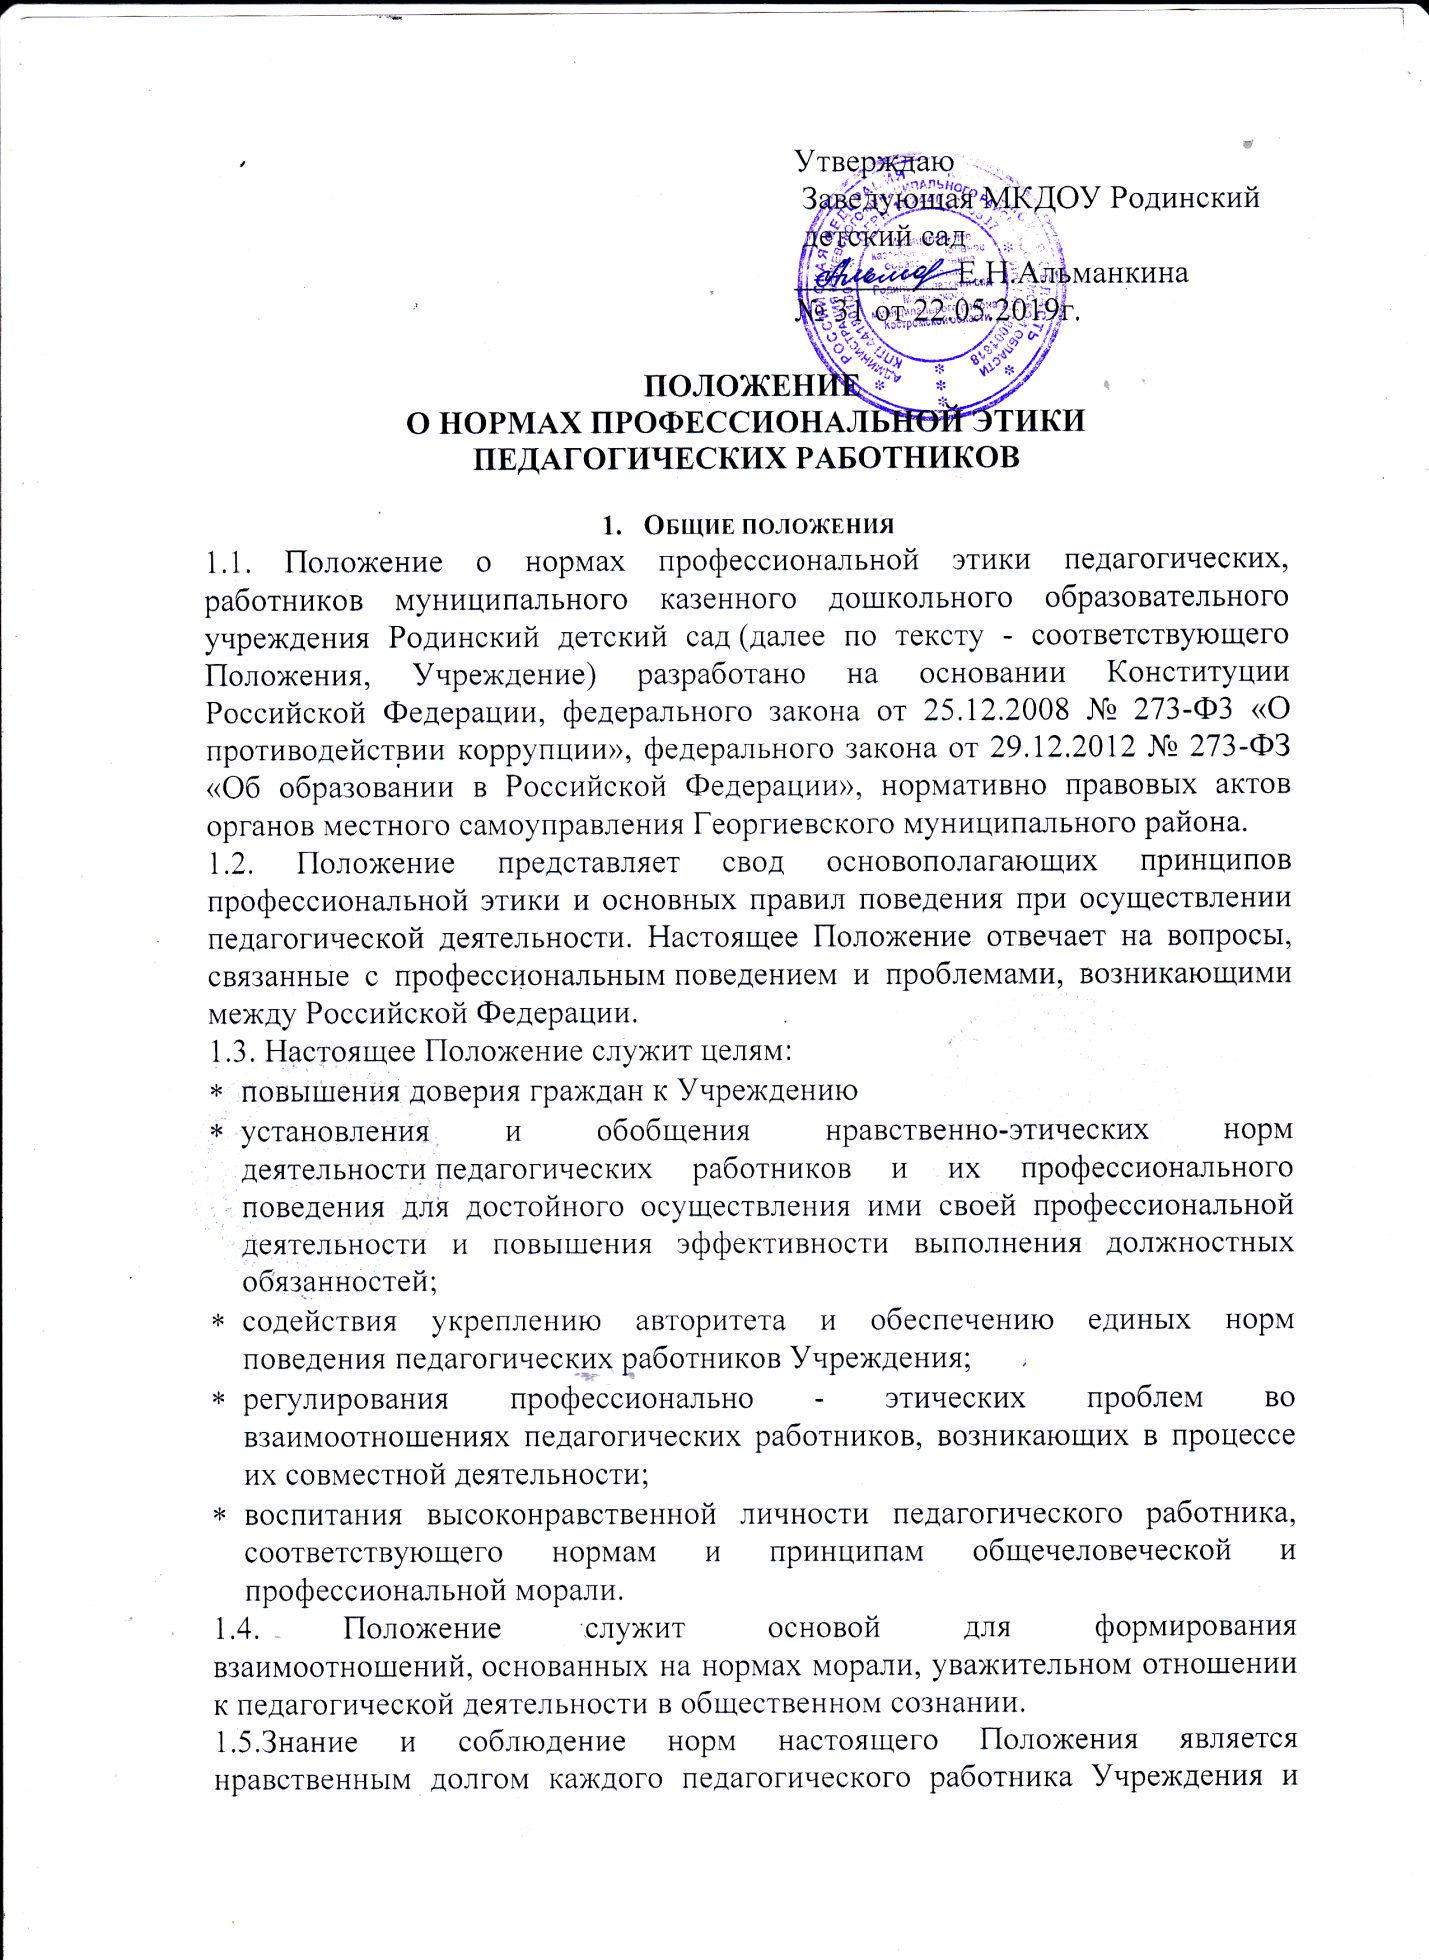 Утверждаю
Заведующая МКДОУ Родинский
детский сад
Е.Н.Альманкина
№ 31 от 22.05.2019г.
ПОЛОЖЕНИЕ
О НОРМАХ ПРОФЕССИОНАЛЬНОЙ ЭТИКИ
ПЕДАГОГИЧЕСКИХ РАБОТНИКОВ
1. ОБЩИЕ ПОЛОЖЕНИЯ
1.1. Положение о нормах профессиональной этики педагогических,
работников муниципального казенного дошкольного образовательного
учреждения Родинский детский сад (далее по тексту - соответствующего
Положения, Учреждение) разработано на основании Конституции
Российской Федерации, федерального закона от 25.12.2008 № 273-ФЗ «О
противодействии коррупции», федерального закона от 29.12.2012 № 273-ФЗ
«Об образовании в Российской Федерации», нормативно правовых актов
органов местного самоуправления Георгиевского муниципального района.
1.2. Положение представляет свод основополагающих принципов
профессиональной этики и основных правил поведения при осуществлении
педагогической деятельности. Настоящее Положение отвечает на вопросы,
связанные с профессиональным поведением и проблемами, возникающими
между Российской Федерации.
1.3. Настоящее Положение служит целям:
* повышения доверия граждан к Учреждению
* установления и обобщения нравственно-этических норм
деятельности педагогических работников и их профессионального
поведения для достойного осуществления ими своей профессиональной
деятельности и повышения эффективности выполнения должностных
обязанностей;
* содействия укреплению авторитета и обеспечению единых норм
поведения педагогических работников Учреждения;
* регулирования профессионально - этических проблем во
взаимоотношениях педагогических работников, возникающих в процессе
их совместной деятельности;
* воспитания высоконравственной личности педагогического работника,
соответствующего нормам и принципам общечеловеческой и
профессиональной морали.
1.4. Положение служит основой для формирования
взаимоотношений, основанных на нормах морали, уважительном отношении
к педагогической деятельности в общественном сознании.
1.5.Знание и соблюдение норм настоящего Положения является
нравственным долгом каждого педагогического работника Учреждения и
РОССИЙСКАЯ ФЕДЕРАЦИЯ
муниципального района
Костромской области